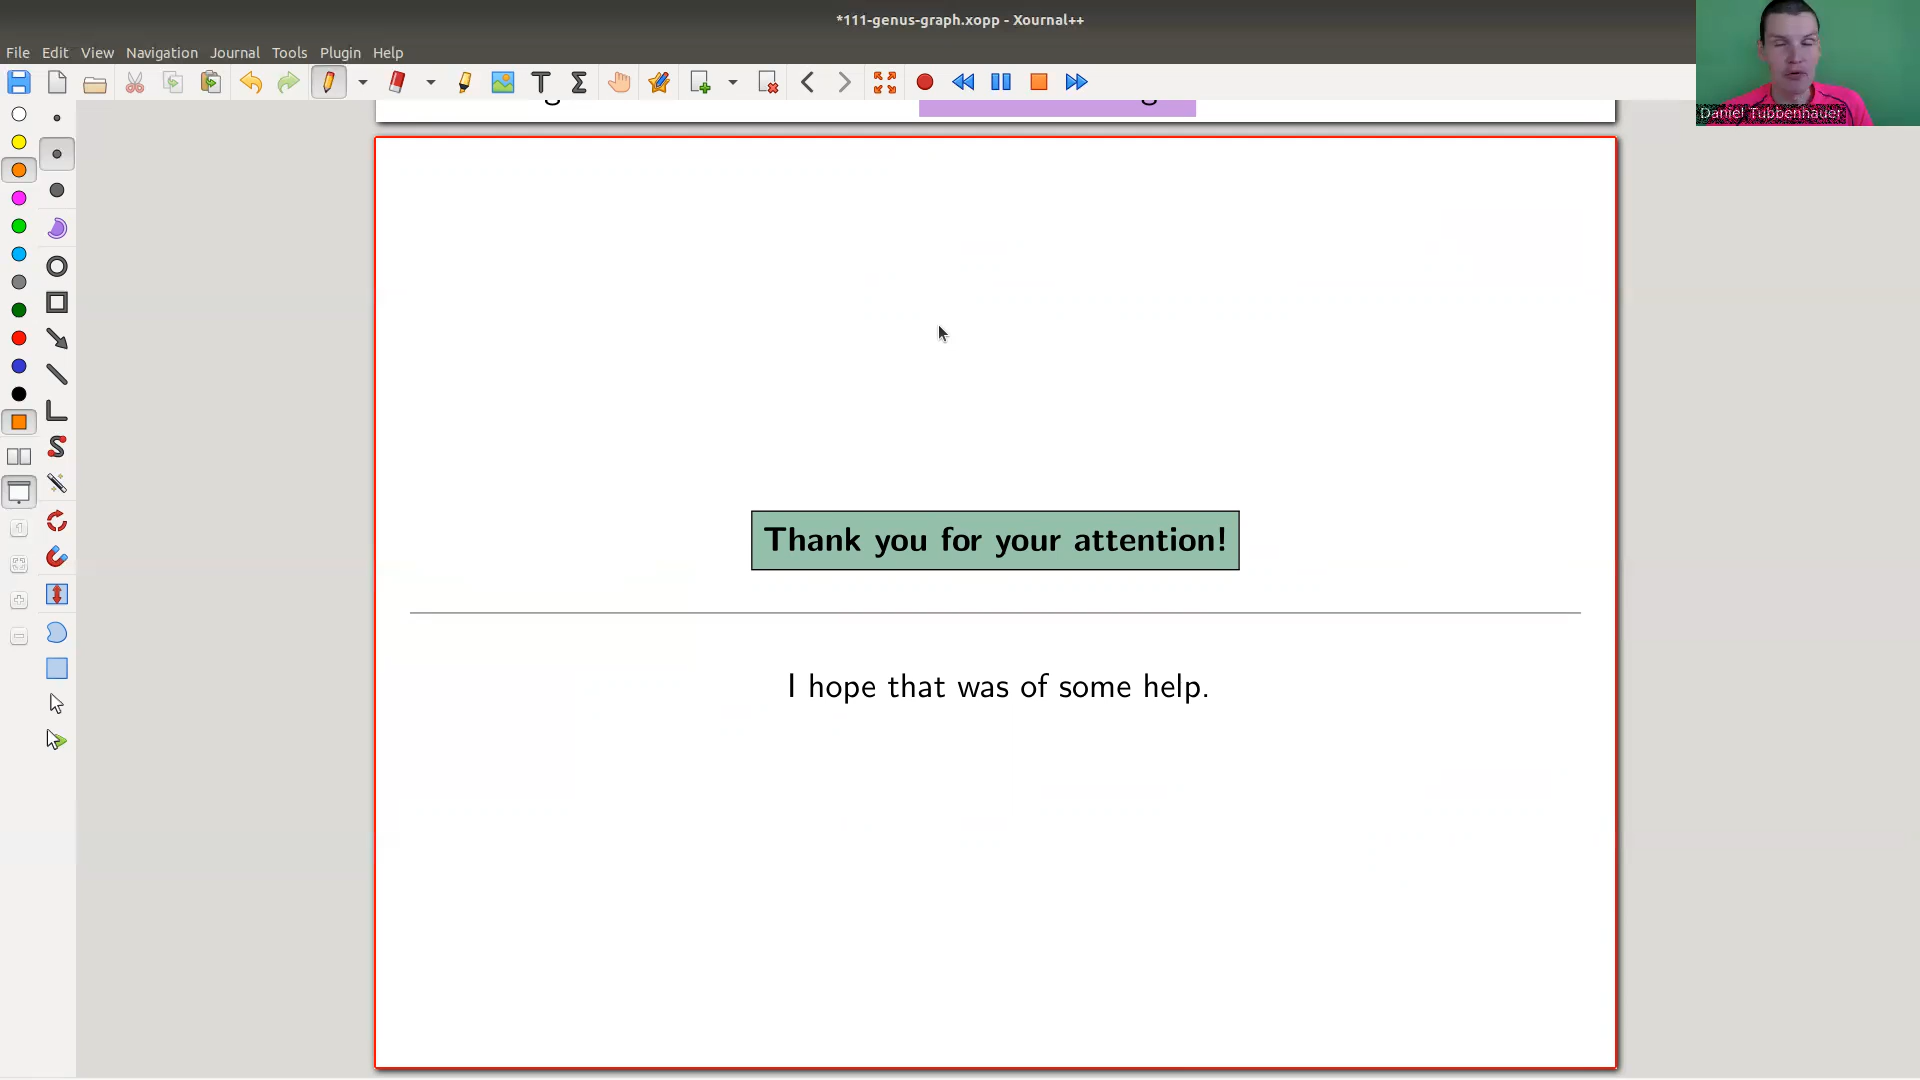 *111-genus-graph.xopp - Xournal++
File Edit View Navigation Journal Tools Plugin Help
Daniel Tubbenhauer
Thank you for your attention!
I hope that was of some help.